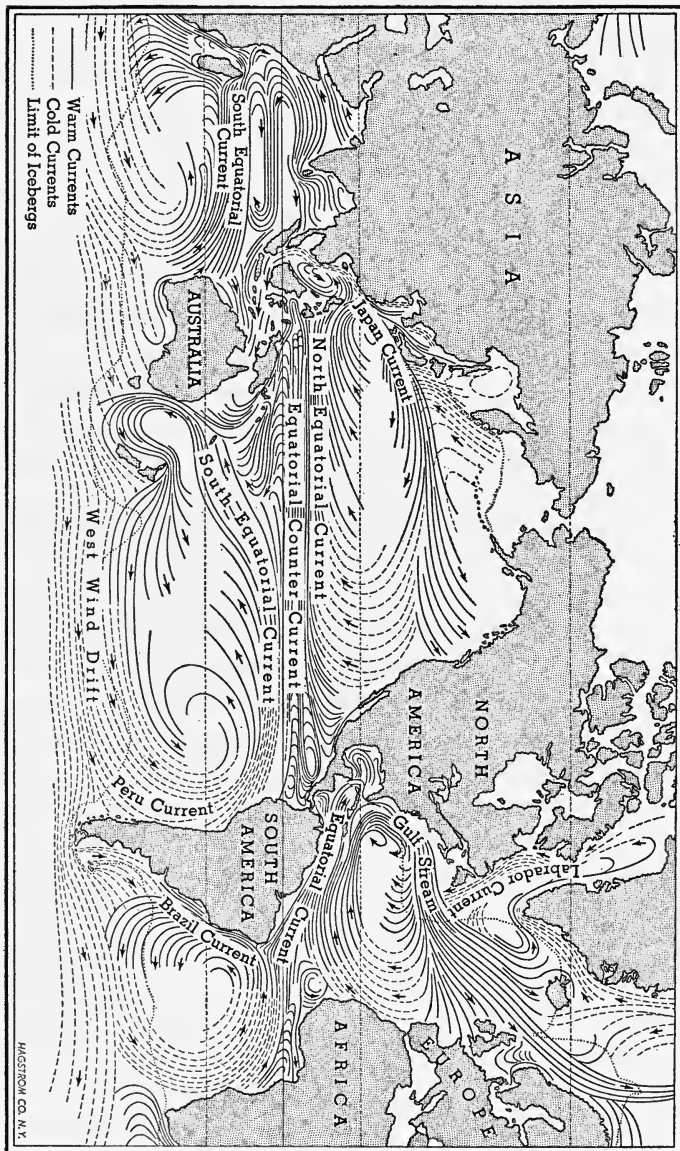 ASIA
NORTH
AMERICA
EUROPE
AFRICA
SOUTH
AMERICA
AUSTRALIA
Japan Current
North Equatorial Current
Equatorial Counter Current
South Equatorial Current
South Equatorial
Current
West Wind Drift
Peru Current
Brazil Current
Equatorial Current
Gulf Stream
Labrador Current
Warm Currents
Cold Currents
Limit of Icebergs
HAGSTROM CO. N.Y.